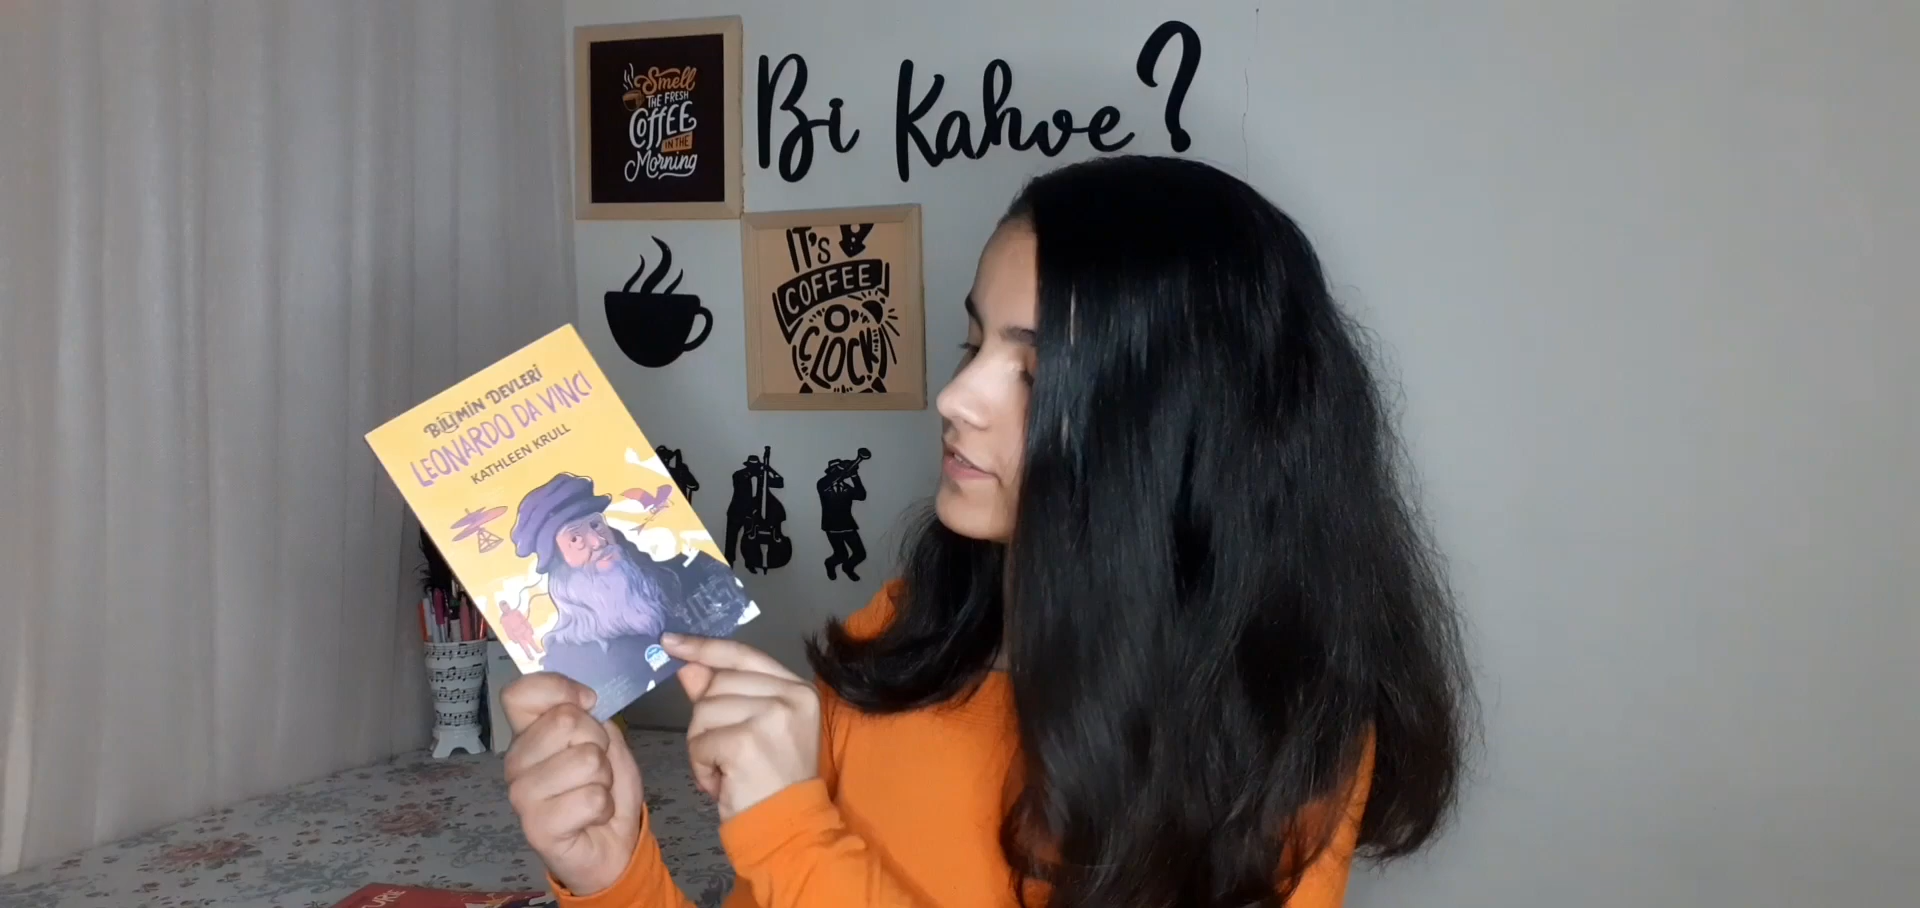 Smell
THE FRESH
COFFEE
IN THE
Morning
Bi Kahve?
IT'S
COFFEE
O'
CLOCK
BİLİMİN DEVLERİ
LEONARDO DA VINCI
KATHLEEN KRULL